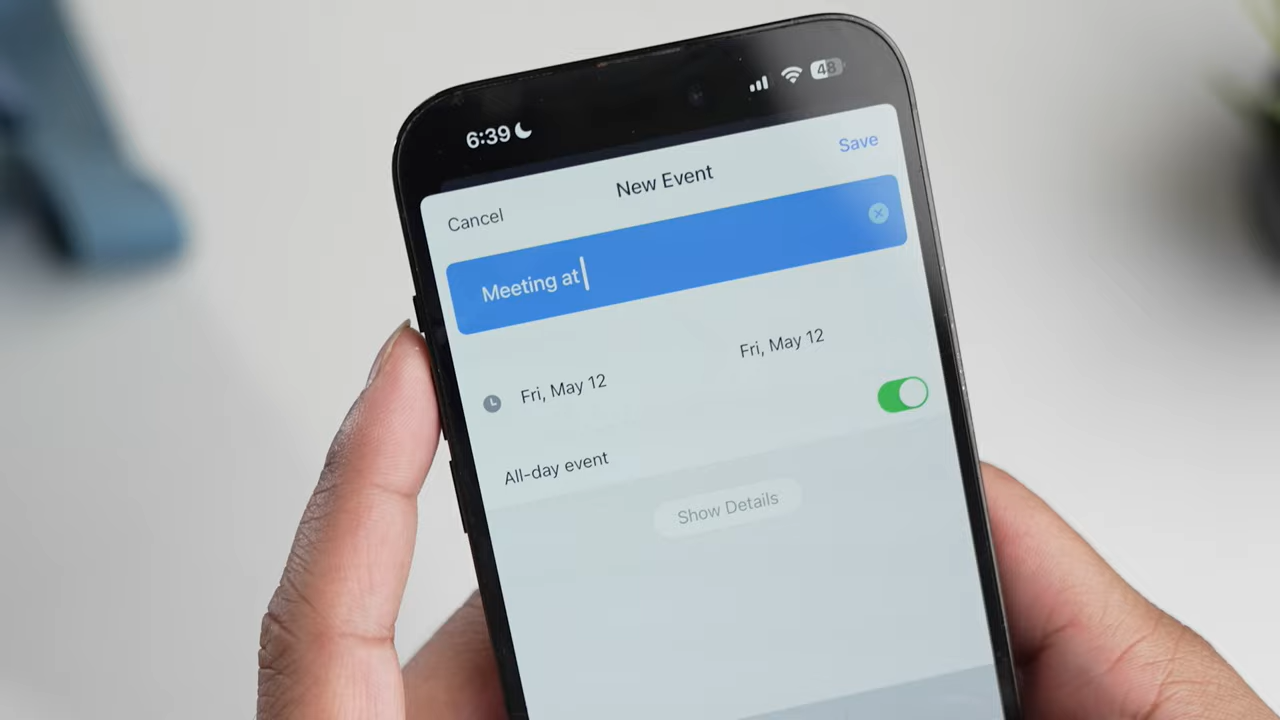 6:39
48
Cancel New Event Save
Meeting at
Fri, May 12 Fri, May 12
All-day event
Show Details